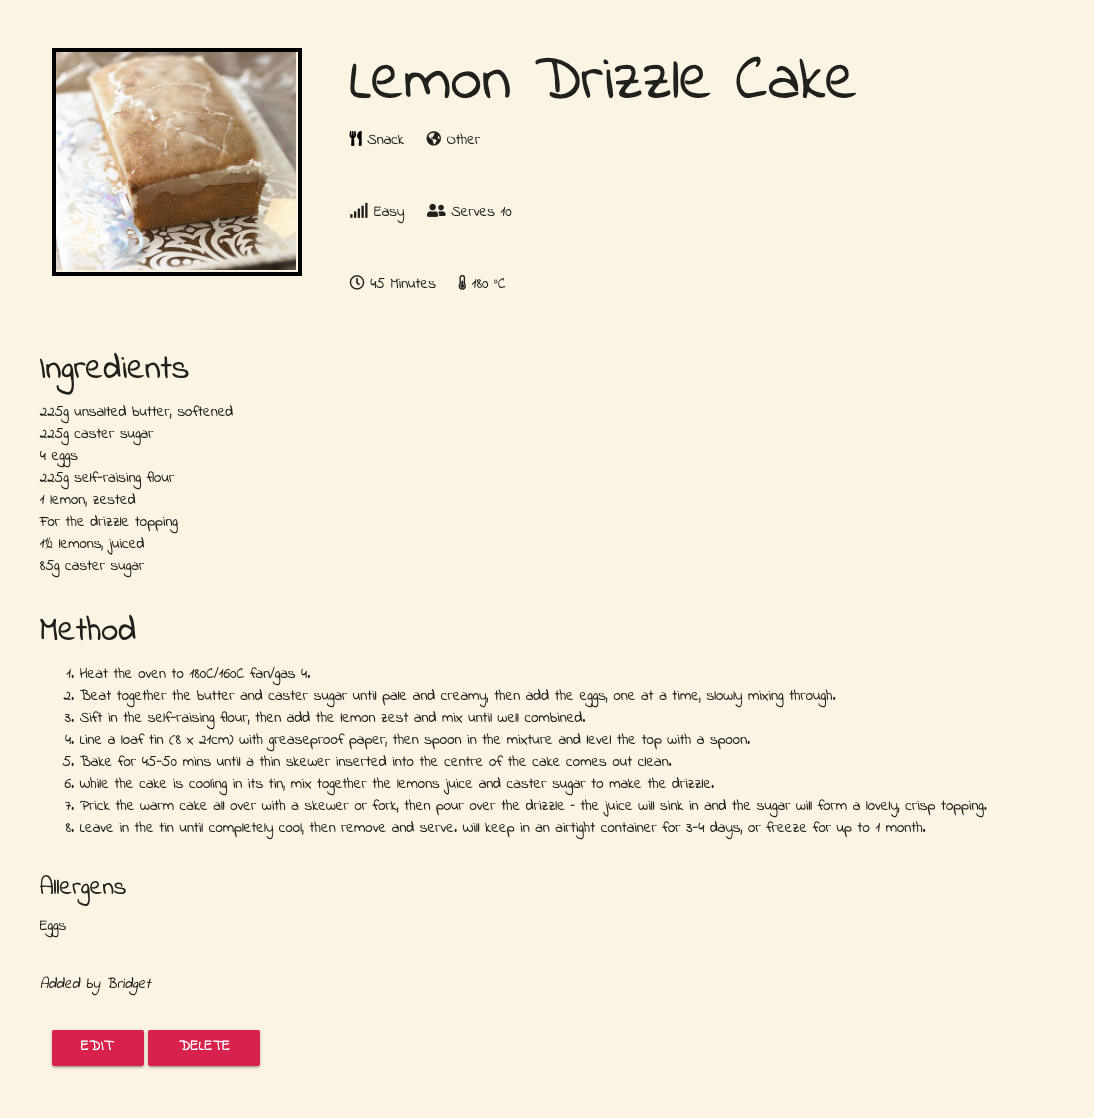 Lemon Drizzle Cake
Snack Other
Easy Serves 10
45 Minutes 180 °C
Ingredients
225g unsalted butter, softened
225g caster sugar
4 eggs
225g self-raising flour
1 lemon, zested
For the drizzle topping
1½ lemons, juiced
85g caster sugar
Method
1. Heat the oven to 180C/160C fan/gas 4.
2. Beat together the butter and caster sugar until pale and creamy, then add the eggs, one at a time, slowly mixing through.
3. Sift in the self-raising flour, then add the lemon zest and mix until well combined.
4. Line a loaf tin (8 x 21cm) with greaseproof paper, then spoon in the mixture and level the top with a spoon.
5. Bake for 45-50 mins until a thin skewer inserted into the centre of the cake comes out clean.
6. While the cake is cooling in its tin, mix together the lemons juice and caster sugar to make the drizzle.
7. Prick the warm cake all over with a skewer or fork, then pour over the drizzle - the juice will sink in and the sugar will form a lovely, crisp topping.
8. Leave in the tin until completely cool, then remove and serve. Will keep in an airtight container for 3-4 days, or freeze for up to 1 month.
Allergens
Eggs
Added by Bridget
EDIT DELETE